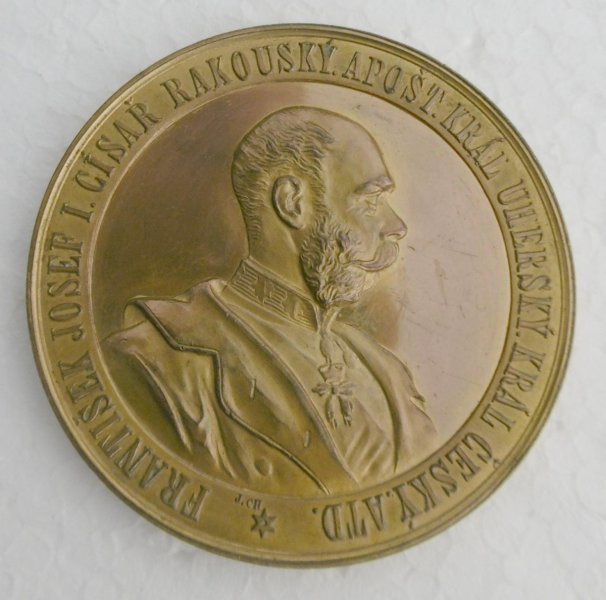 FRANTIŠEK JOSEF I. CÍSAŘ RAKOUSKÝ. APOŠT. KRÁL UHERSKÝ KRÁL ČESKÝ. ATD.
J. CH.